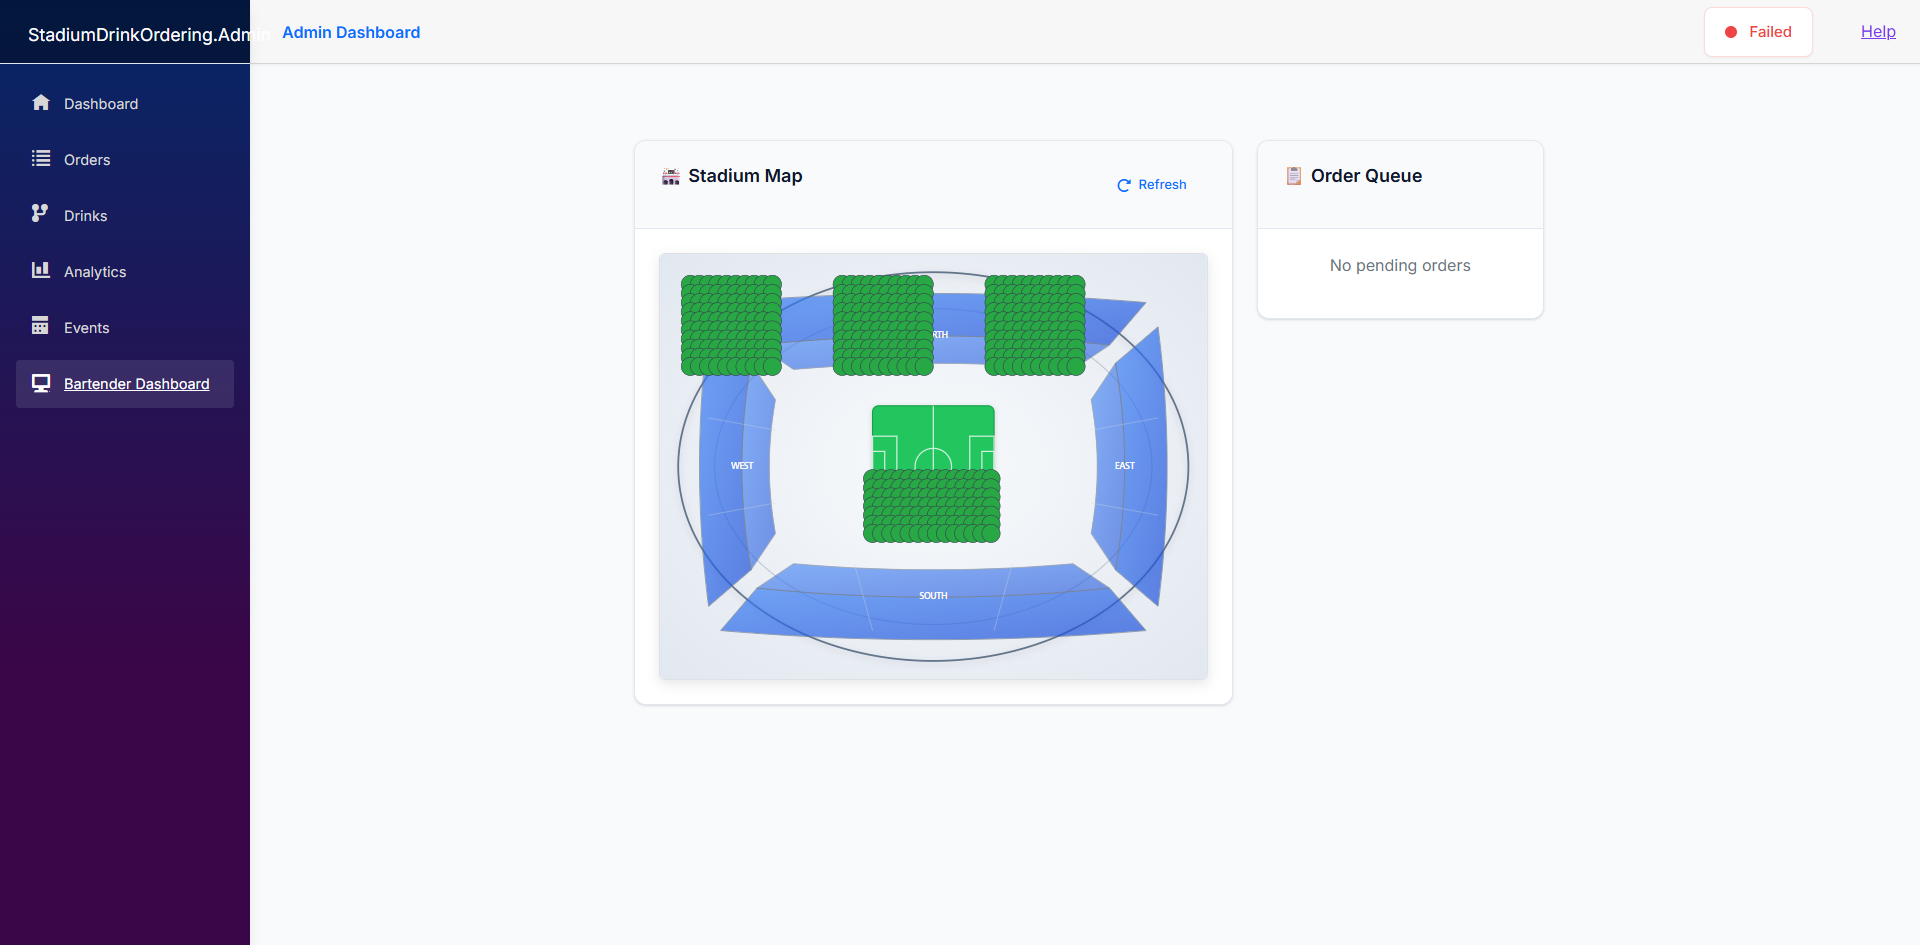 StadiumDrinkOrdering.Admin
Admin Dashboard
Failed
Help
Dashboard
Orders
Drinks
Analytics
Events
Bartender Dashboard
Stadium Map
Refresh
Order Queue
No pending orders
RTH
WEST
EAST
SOUTH